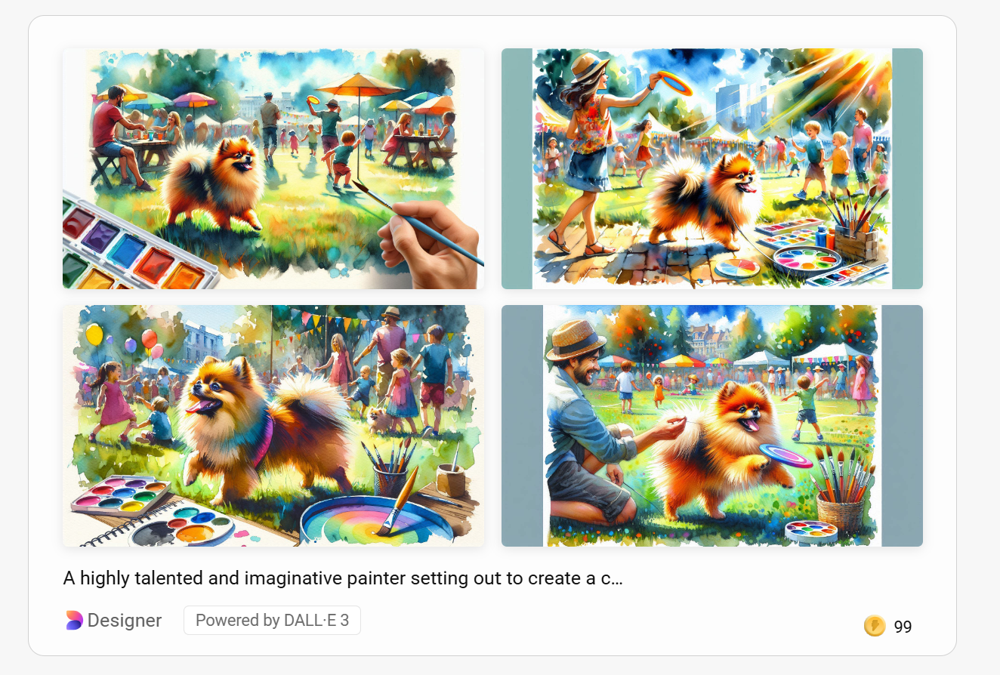 A highly talented and imaginative painter setting out to create a c...
Designer
Powered by DALL·E 3
99